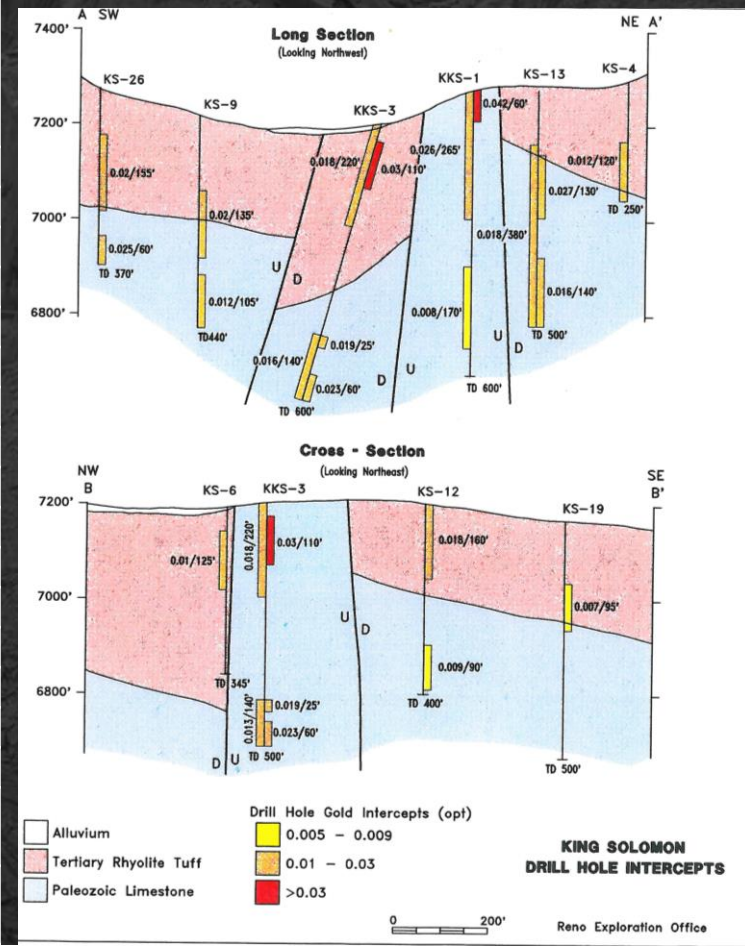 A SW
NE A'
Long Section
(Looking Northwest)
7400'
7200'
7000'
6800'
KS-26
KS-9
KKS-3
KKS-1
KS-13
KS-4
0.02/155'
0.025/60'
TD 370'
0.02/135'
0.012/105'
TD440'
0.018/220'
0.03/110'
0.016/140'
0.019/25'
0.023/60'
TD 600'
0.042/60'
0.026/265'
0.008/170'
TD 600'
0.018/380'
0.027/130'
0.016/140'
TD 500'
0.012/120'
TD 250'
U D
D U
U D
Cross - Section
(Looking Northeast)
NW
B
SE
B'
7200'
7000'
6800'
KS-6
KKS-3
KS-12
KS-19
0.01/125'
TD 345'
0.018/220'
0.03/110'
0.013/140'
0.019/25'
0.023/60'
TD 500'
0.018/160'
0.009/90'
TD 400'
0.007/95'
TD 500'
D U
U D
Alluvium
Tertiary Rhyolite Tuff
Paleozoic Limestone
Drill Hole Gold Intercepts (opt)
0.005 - 0.009
0.01 - 0.03
>0.03
KING SOLOMON
DRILL HOLE INTERCEPTS
0 200'
Reno Exploration Office